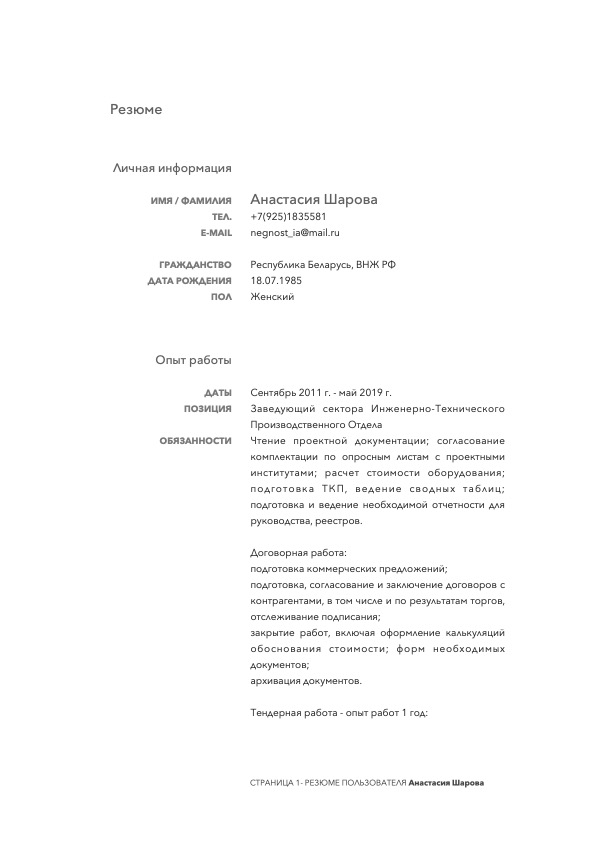 Резюме
Личная информация
ИМЯ / ФАМИЛИЯ Анастасия Шарова
ТЕЛ. +7(925)1835581
E-MAIL negnost_ia@mail.ru
ГРАЖДАНСТВО Республика Беларусь, ВНЖ РФ
ДАТА РОЖДЕНИЯ 18.07.1985
ПОЛ Женский
Опыт работы
ДАТЫ Сентябрь 2011 г. - май 2019 г.
ПОЗИЦИЯ Заведующий сектора Инженерно-Технического
Производственного Отдела
ОБЯЗАННОСТИ Чтение проектной документации; согласование
комплектации по опросным листам с проектными
институтами; расчет стоимости оборудования;
подготовка ТКП, ведение сводных таблиц;
подготовка и ведение необходимой отчетности для
руководства, реестров.
Договорная работа:
подготовка коммерческих предложений;
подготовка, согласование и заключение договоров с
контрагентами, в том числе и по результатам торгов,
отслеживание подписания;
закрытие работ, включая оформление калькуляций
обоснования стоимости; форм необходимых
документов;
архивация документов.
Тендерная работа - опыт работ 1 год:
СТРАНИЦА 1- РЕЗЮМЕ ПОЛЬЗОВАТЕЛЯ Анастасия Шарова